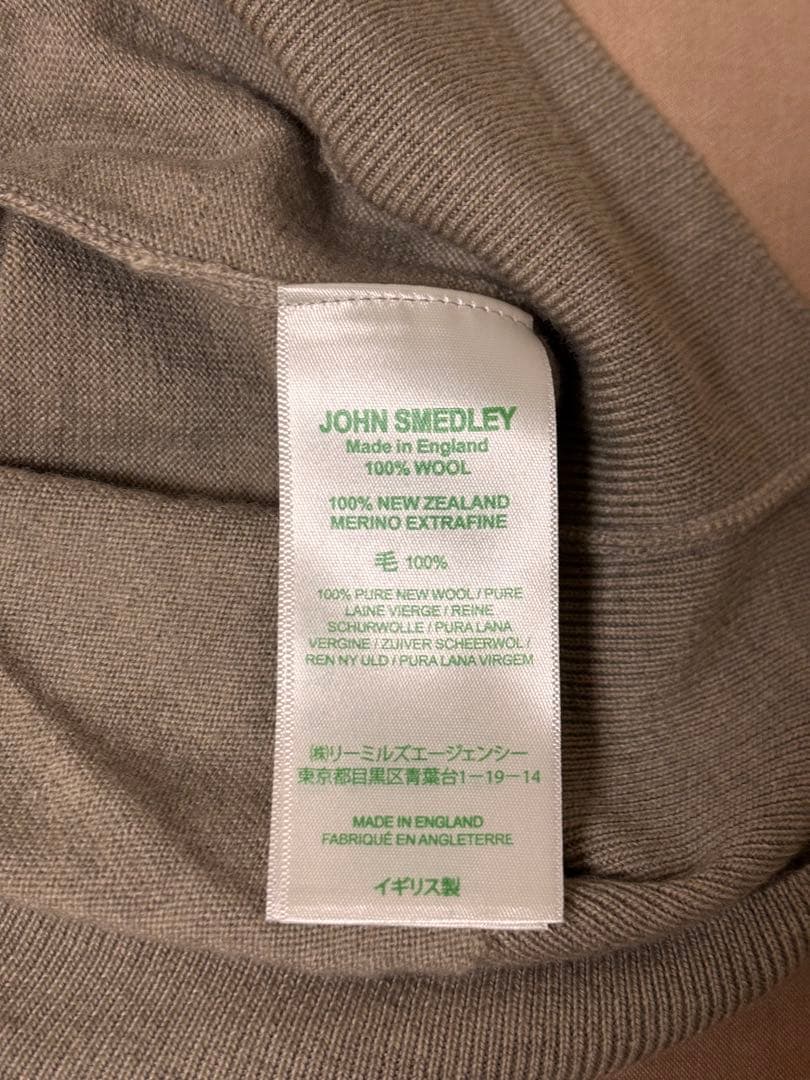 JOHN SMEDLEY
Made in England
100% WOOL
100% NEW ZEALAND
MERINO EXTRAFINE
毛 100%
100% PURE NEW WOOL / PURE
LAINE VIERGE / REINE
SCHURWOLLE / PURA LANA
VERGINE / ZUIVER SCHEERWOL /
REN NY ULD / PURA LANA VIRGEM
㈱リーミルズエージェンシー
東京都目黒区青葉台1-19-14
MADE IN ENGLAND
FABRIQUÉ EN ANGLETERRE
イギリス製